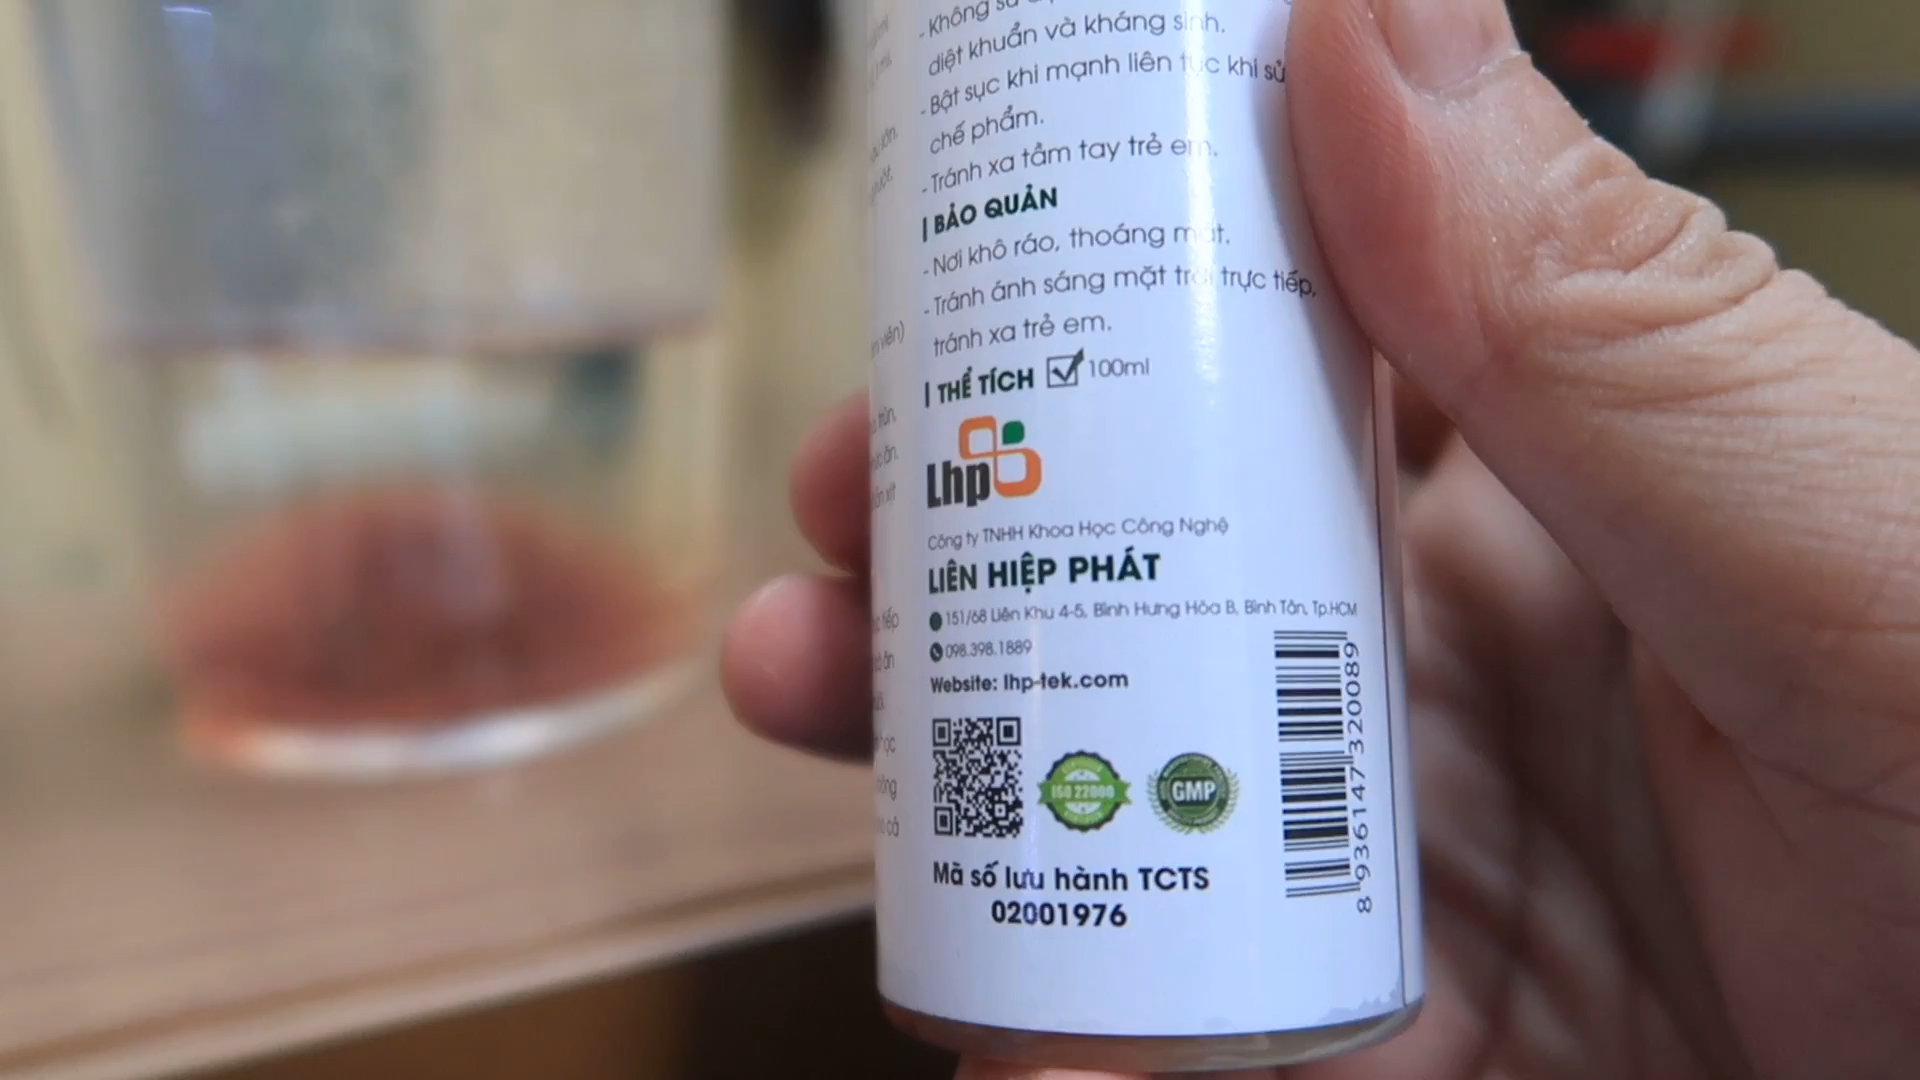 - Không
diệt khuẩn và kháng sinh.
- Bật sục khi mạnh liên tục khi sử
chế phẩm.
- Tránh xa tầm tay trẻ em.
| BẢO QUẢN
- Nơi khô ráo, thoáng mát.
- Tránh ánh sáng mặt trời trực tiếp,
tránh xa trẻ em.
| THỂ TÍCH 100ml
Lhp
Công ty TNHH Khoa Học Công Nghệ
LIÊN HIỆP PHÁT
151/68 Liên Khu 4-5, Bình Hưng Hòa B, Bình Tân, Tp.HCM
098.398.1889
Website: lhp-tek.com
ISO 22000
GMP
8 936147 320089
Mã số lưu hành TCTS
02001976